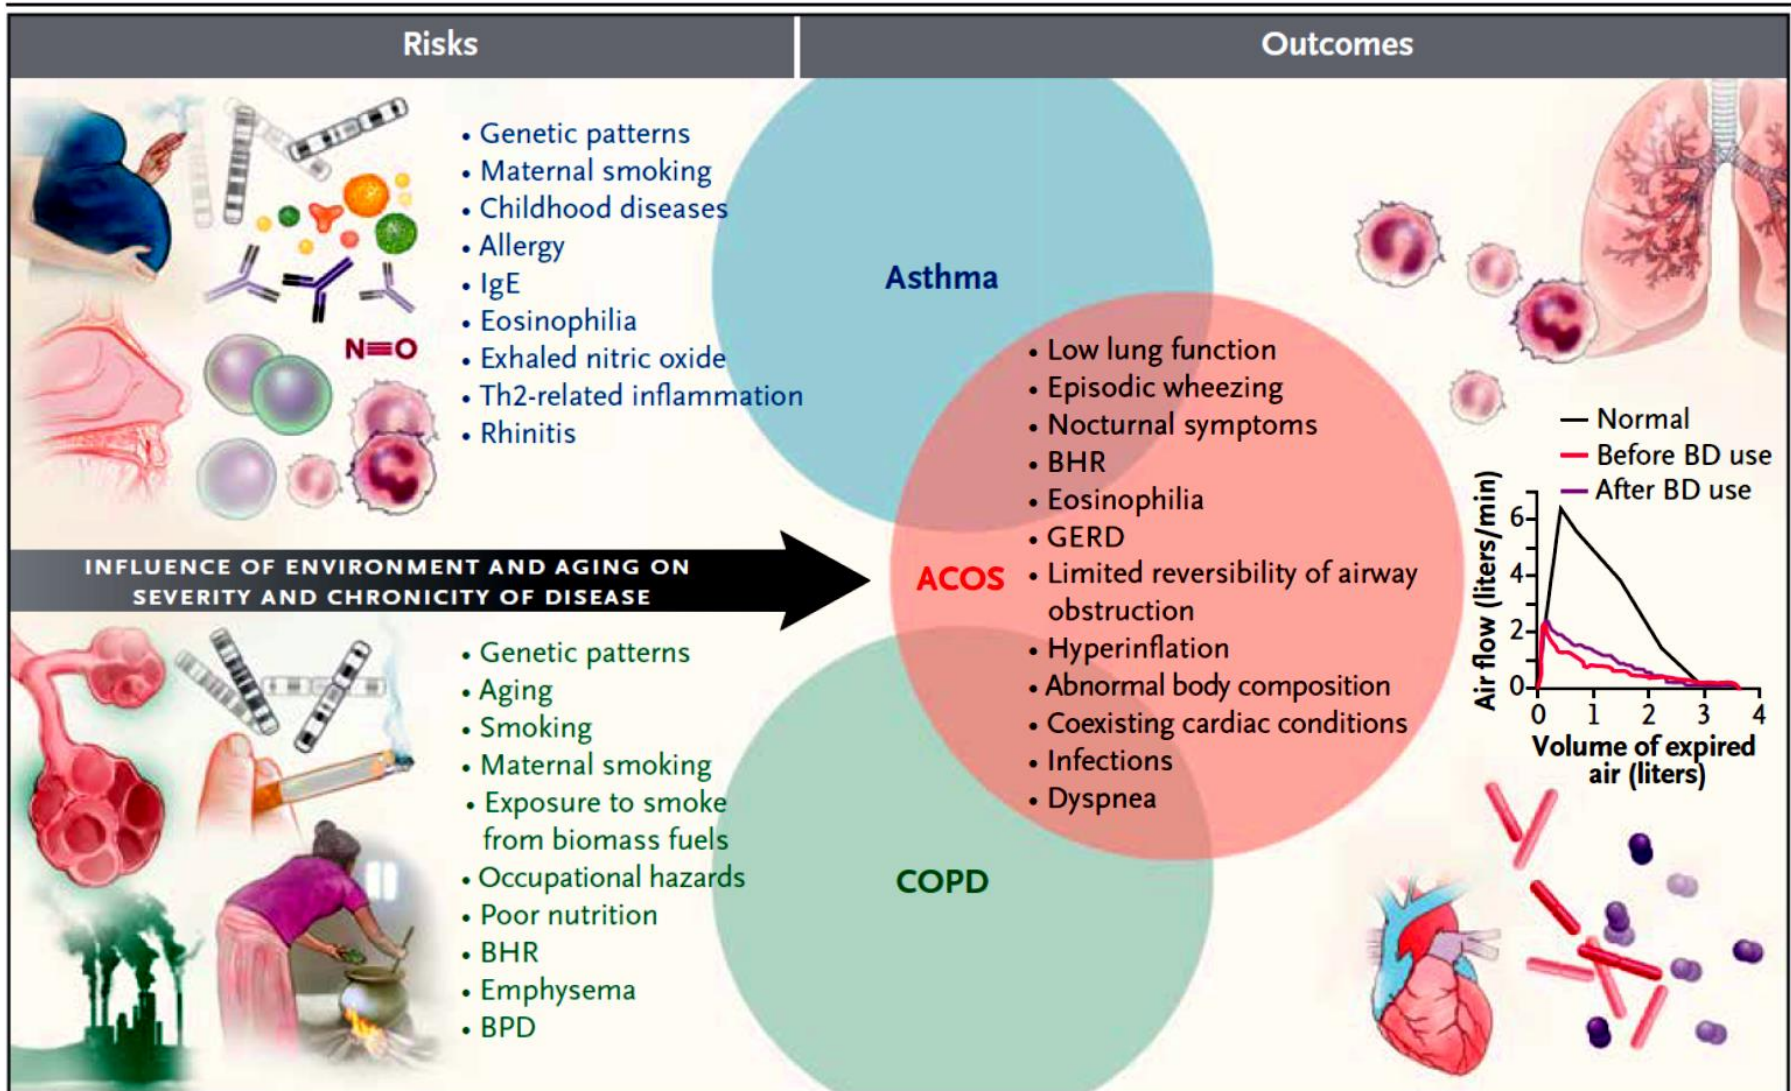 Risks
Outcomes
• Genetic patterns
• Maternal smoking
• Childhood diseases
• Allergy
• IgE
• Eosinophilia
• Exhaled nitric oxide
• Th2-related inflammation
• Rhinitis
N≡O
Asthma
INFLUENCE OF ENVIRONMENT AND AGING ON
SEVERITY AND CHRONICITY OF DISEASE
ACOS
• Low lung function
• Episodic wheezing
• Nocturnal symptoms
• BHR
• Eosinophilia
• GERD
• Limited reversibility of airway
obstruction
• Hyperinflation
• Abnormal body composition
• Coexisting cardiac conditions
• Infections
• Dyspnea
• Genetic patterns
• Aging
• Smoking
• Maternal smoking
• Exposure to smoke
from biomass fuels
• Occupational hazards
• Poor nutrition
• BHR
• Emphysema
• BPD
COPD
Normal
Before BD use
After BD use
Air flow (liters/min)
6
4
2
0
0 1 2 3 4
Volume of expired
air (liters)